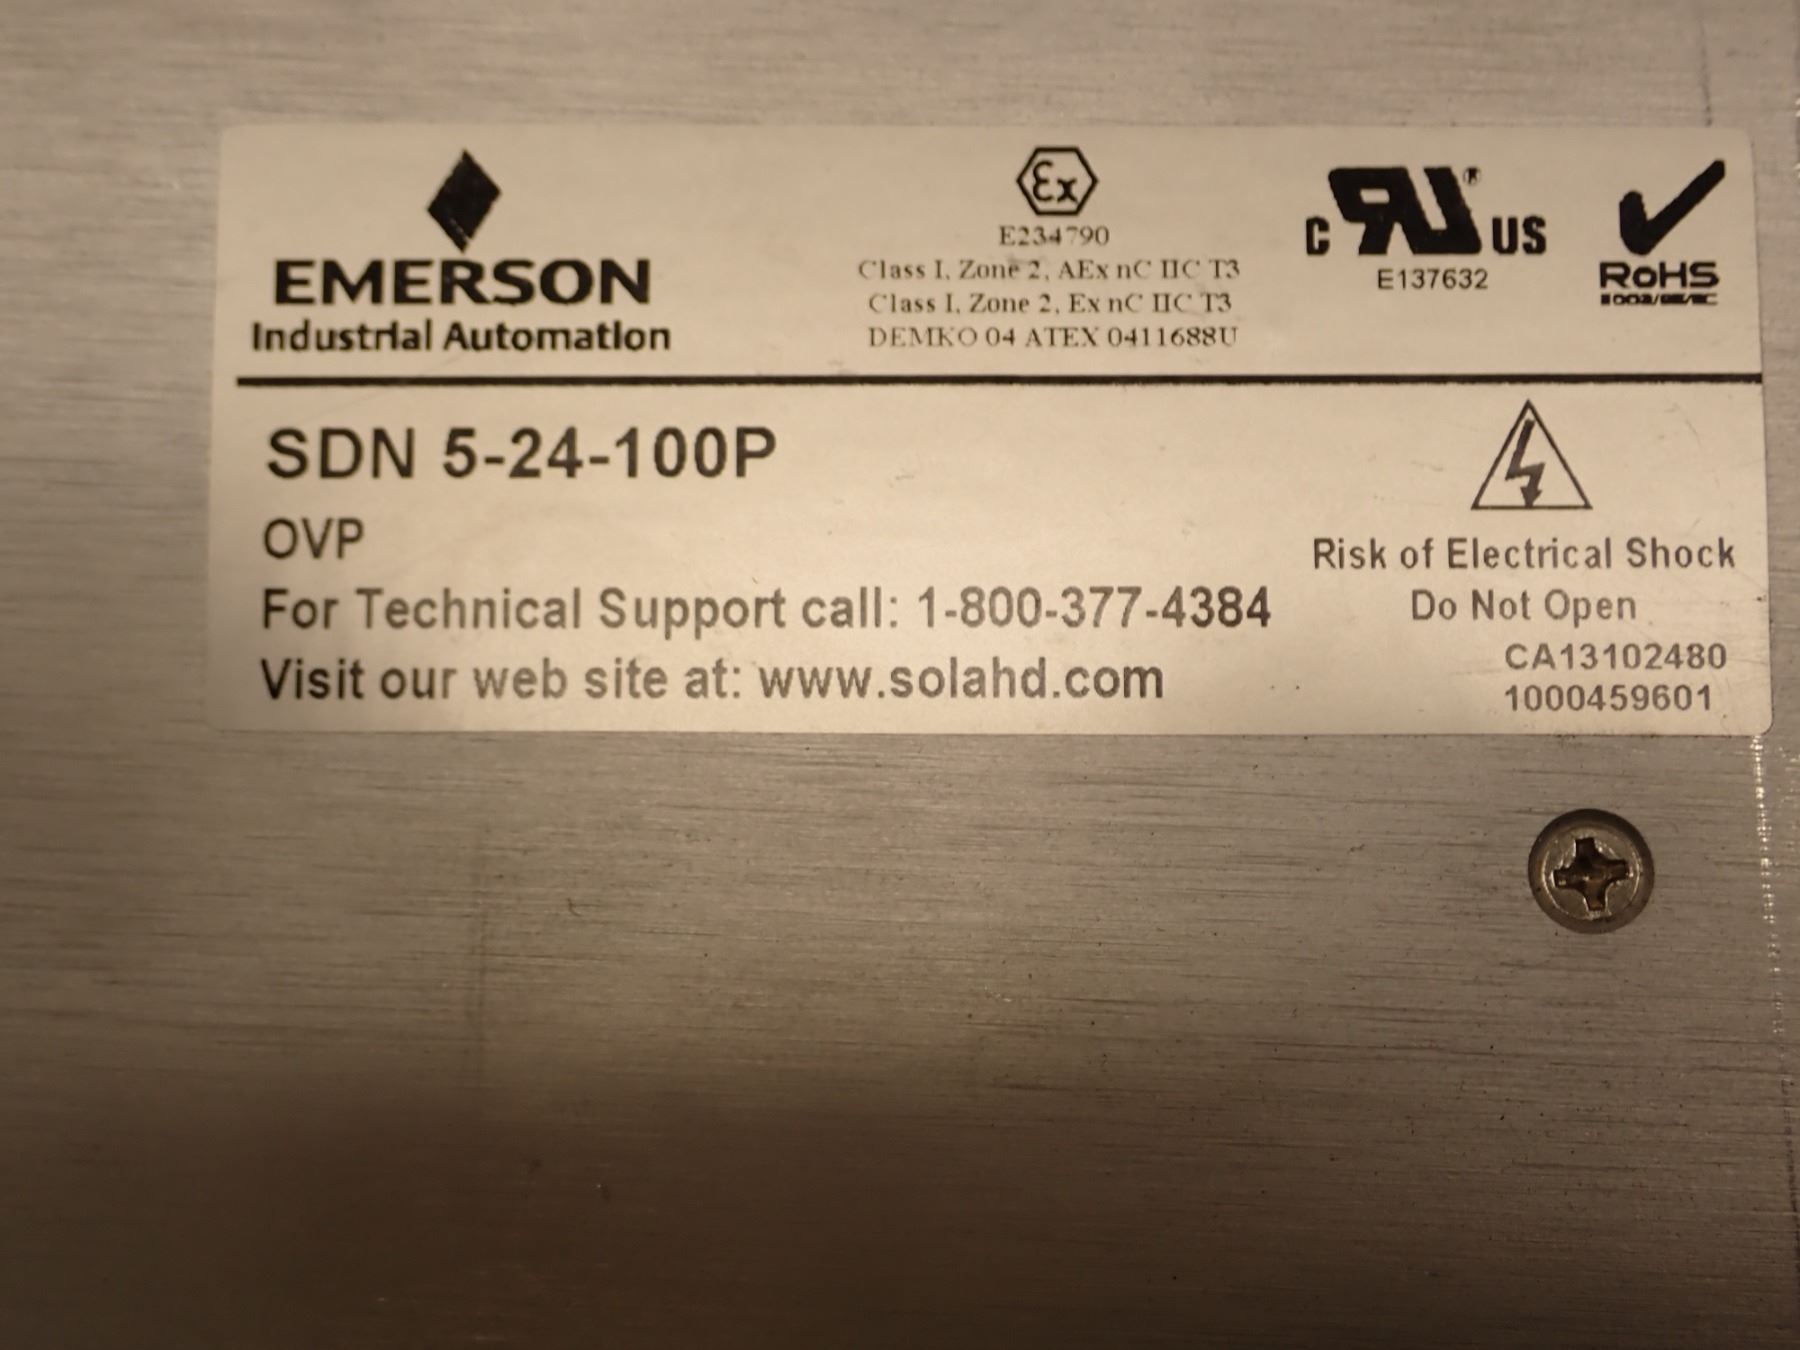 EMERSON
Industrial Automation
Ex
E234790
Class I, Zone 2, AEx nC IIC T3
Class I, Zone 2, Ex nC IIC T3
DEMKO 04 ATEX 0411688U
C RU® US
E137632
RoHS
SDN 5-24-100P
OVP
For Technical Support call: 1-800-377-4384
Visit our web site at: www.solahd.com
Risk of Electrical Shock
Do Not Open
CA13102480
1000459601